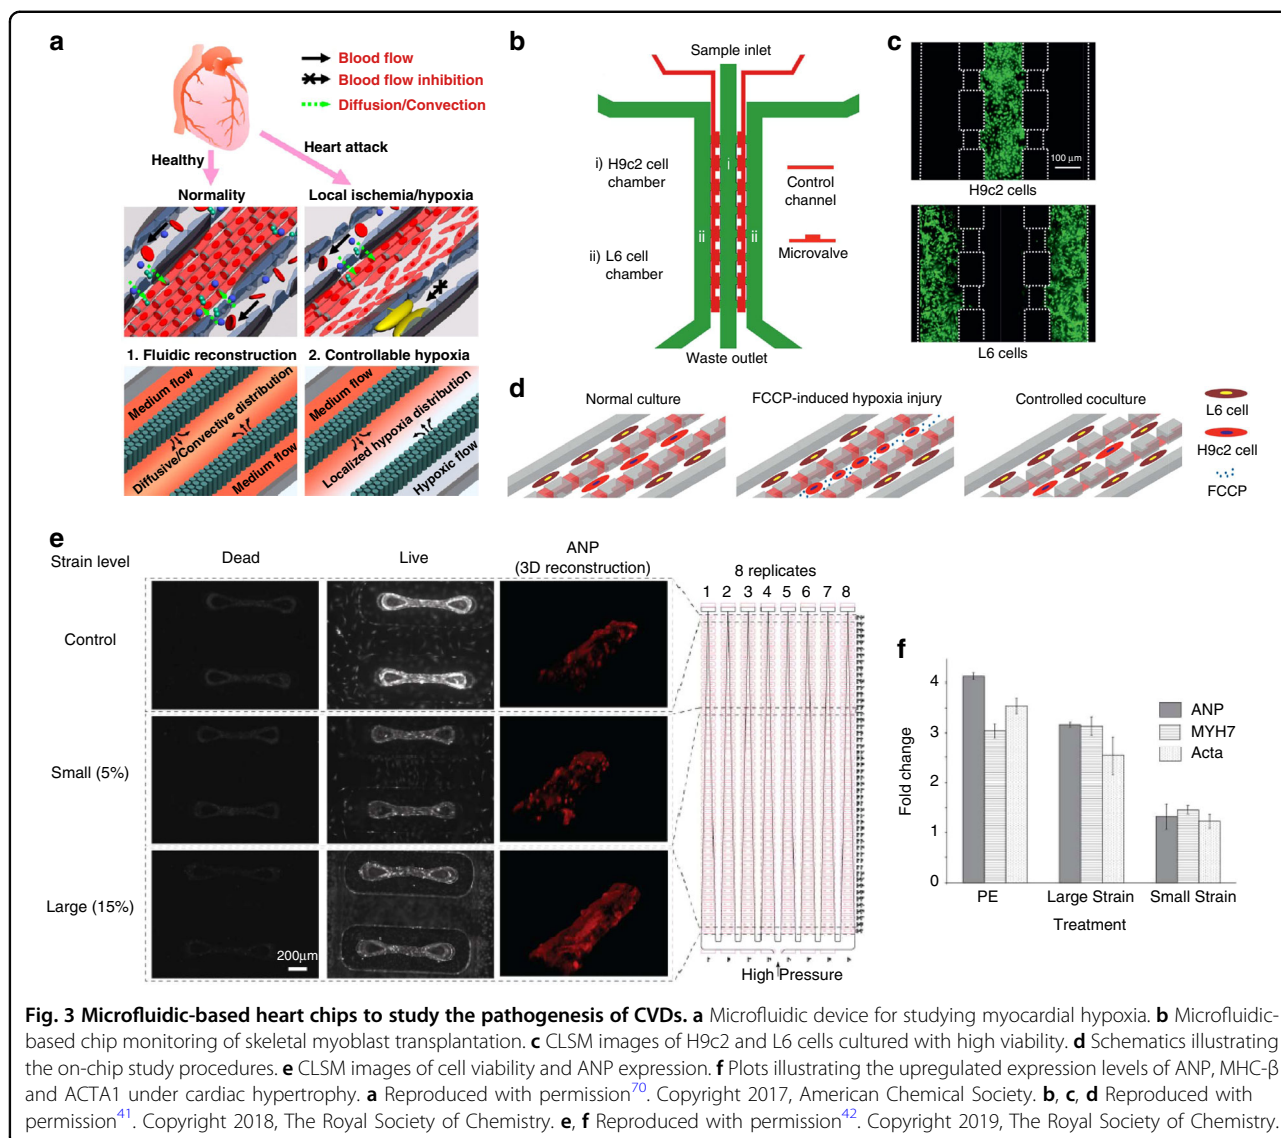 a
Blood flow
Blood flow inhibition
Diffusion/Convection
Healthy
Heart attack
Normality
Local ischemia/hypoxia
1. Fluidic reconstruction
2. Controllable hypoxia
Medium flow
Diffusive/Convective distribution
Medium flow
Medium flow
Localized hypoxia distribution
Hypoxic flow
b
Sample inlet
i) H9c2 cell
chamber
ii) L6 cell
chamber
i
ii
ii
Control
channel
Microvalve
Waste outlet
c
100 μm
H9c2 cells
L6 cells
d
Normal culture
FCCP-induced hypoxia injury
Controlled coculture
L6 cell
H9c2 cell
FCCP
e
Strain level
Dead
Live
ANP
(3D reconstruction)
8 replicates
1 2 3 4 5 6 7 8
Control
Small (5%)
Large (15%)
200μm
High Pressure
f
Fold change
4
3
2
1
0
ANP
MYH7
Acta
PE
Large Strain
Small Strain
Treatment
Fig. 3 Microfluidic-based heart chips to study the pathogenesis of CVDs. a Microfluidic device for studying myocardial hypoxia. b Microfluidic-
based chip monitoring of skeletal myoblast transplantation. c CLSM images of H9c2 and L6 cells cultured with high viability. d Schematics illustrating
the on-chip study procedures. e CLSM images of cell viability and ANP expression. f Plots illustrating the upregulated expression levels of ANP, MHC-β
and ACTA1 under cardiac hypertrophy. a Reproduced with permission70. Copyright 2017, American Chemical Society. b, c, d Reproduced with
permission41. Copyright 2018, The Royal Society of Chemistry. e, f Reproduced with permission42. Copyright 2019, The Royal Society of Chemistry.